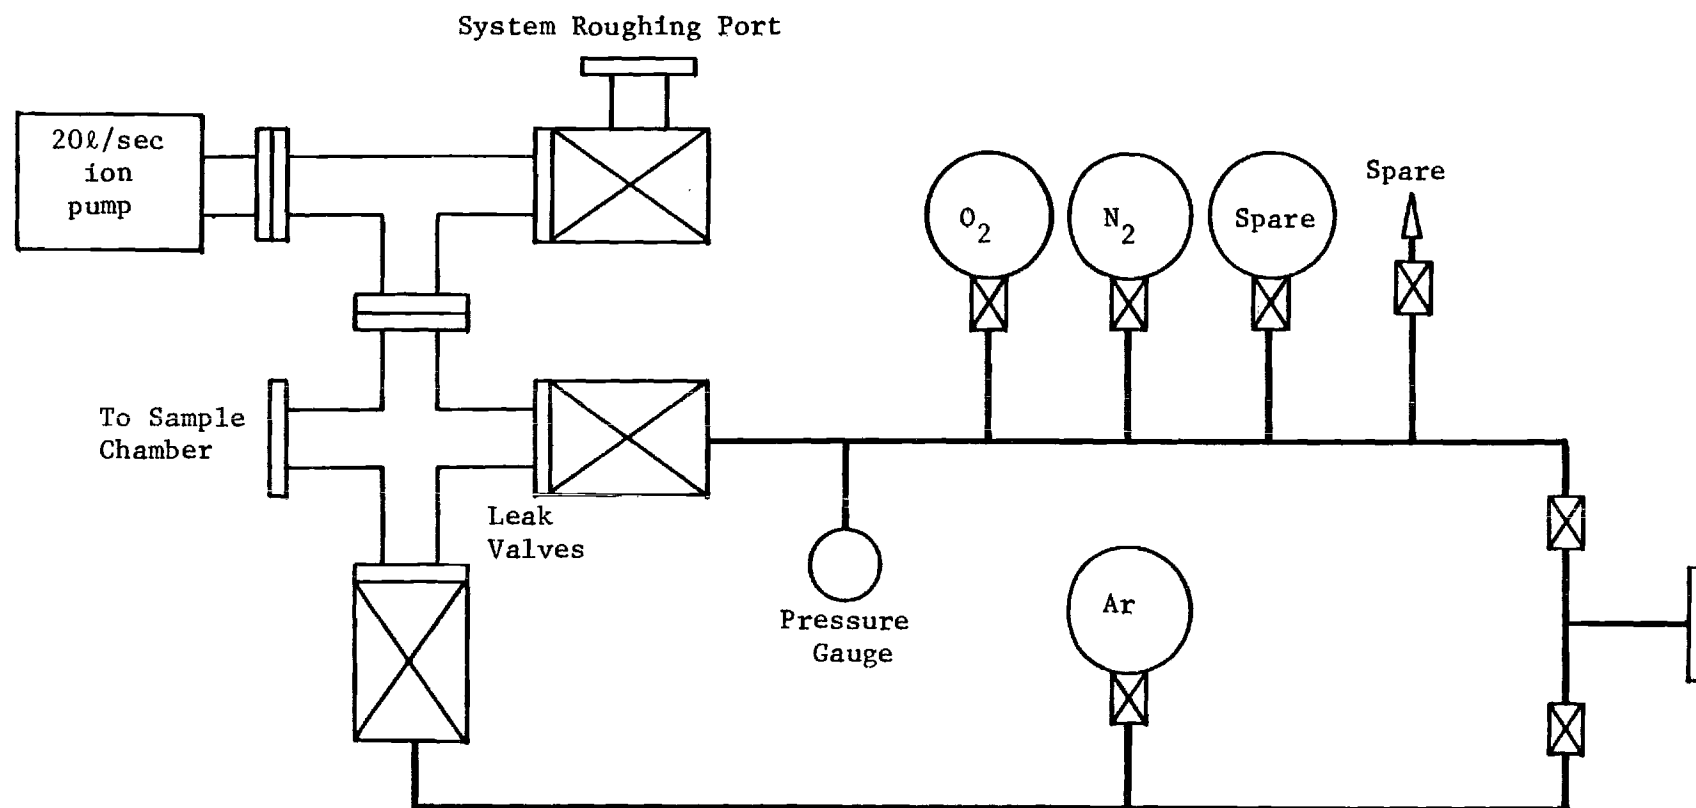 System Roughing Port
20ℓ/sec
ion
pump
O2
N2
Spare
Spare
To Sample
Chamber
Leak
Valves
Pressure
Gauge
Ar